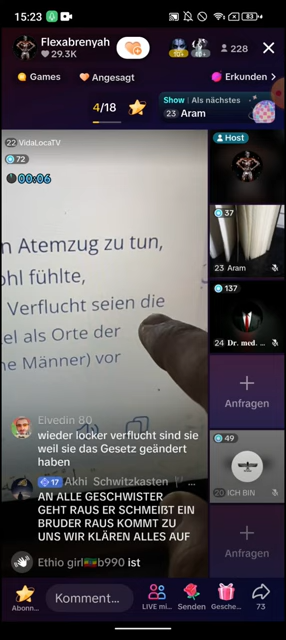 15:23
83
Flexabrenyah
29.3K
228
Games
Angesagt
Erkunden
4/18
Show | Als nächstes
23 Aram
22 VidaLocaTV
72
00:06
Host
n Atemzug zu tun,
ohl fühlte,
Verflucht seien die
el als Orte der
ne Männer) vor
37
23 Aram
137
24 Dr. med. ...
Anfragen
49
20 ICH BIN
Anfragen
Elvedin 80
wieder locker verflucht sind sie
weil sie das Gesetz geändert
haben
17 Akhi Schwitzkasten
AN ALLE GESCHWISTER
GEHT RAUS ER SCHMEIẞT EIN
BRUDER RAUS KOMMT ZU
UNS WIR KLÄREN ALLES AUF
Ethio girl🇪🇹b990 ist
Abonn...
Kommentar...
LIVE mi...
Senden
Gesche...
73